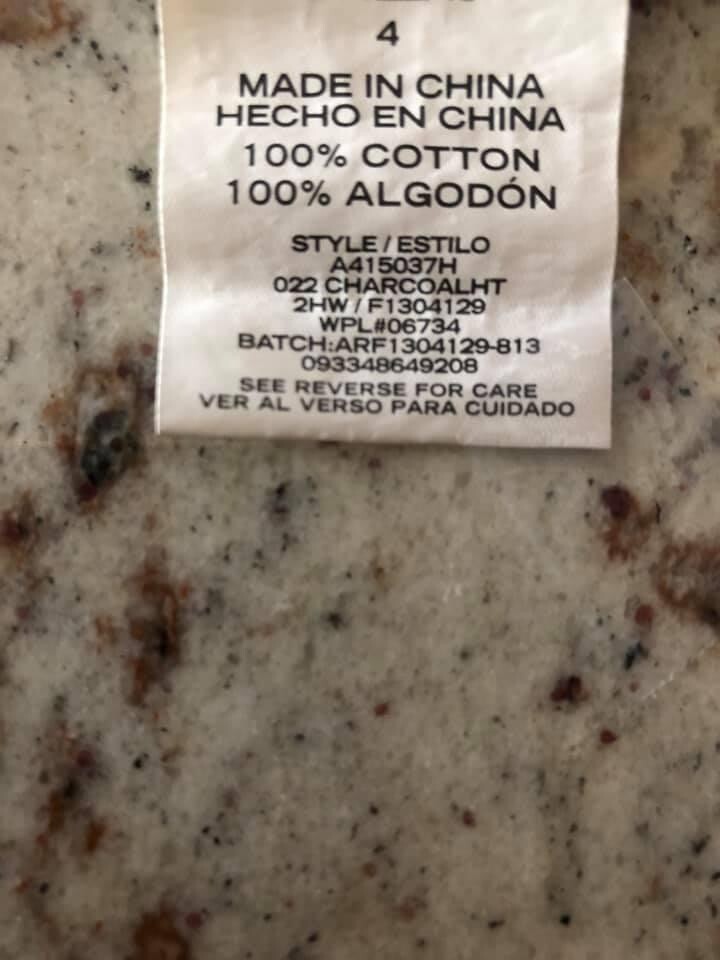 4
MADE IN CHINA
HECHO EN CHINA
100% COTTON
100% ALGODÓN
STYLE / ESTILO
A415037H
022 CHARCOALHT
2HW / F1304129
WPL#06734
BATCH:ARF1304129-813
093348649208
SEE REVERSE FOR CARE
VER AL VERSO PARA CUIDADO